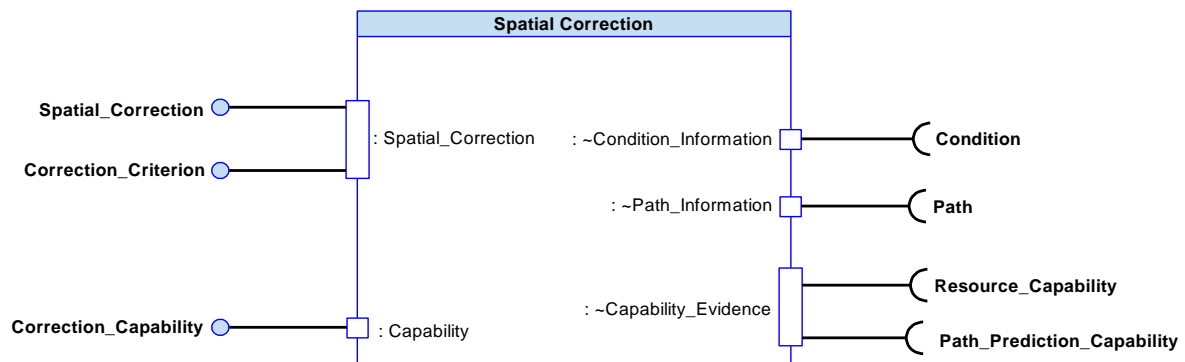 Spatial Correction
Spatial_Correction
: Spatial_Correction
Correction_Criterion
: ~Condition_Information
Condition
: ~Path_Information
Path
Resource_Capability
: ~Capability_Evidence
Correction_Capability
: Capability
Path_Prediction_Capability